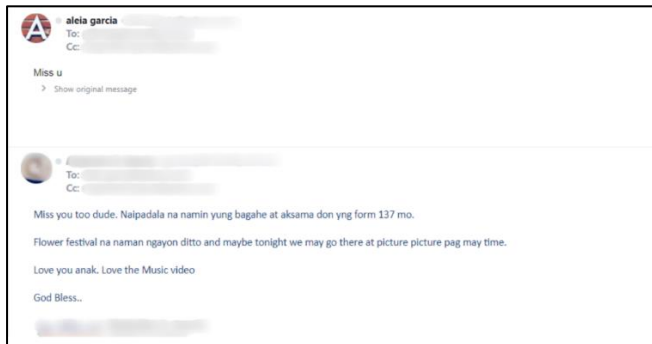 aleia garcia
To:
Cc:
Miss u
Show original message
To:
Cc:
Miss you too dude. Naipadala na namin yung bagahe at aksama don yng form 137 mo.
Flower festival na naman ngayon ditto and maybe tonight we may go there at picture picture pag may time.
Love you anak. Love the Music video
God Bless..